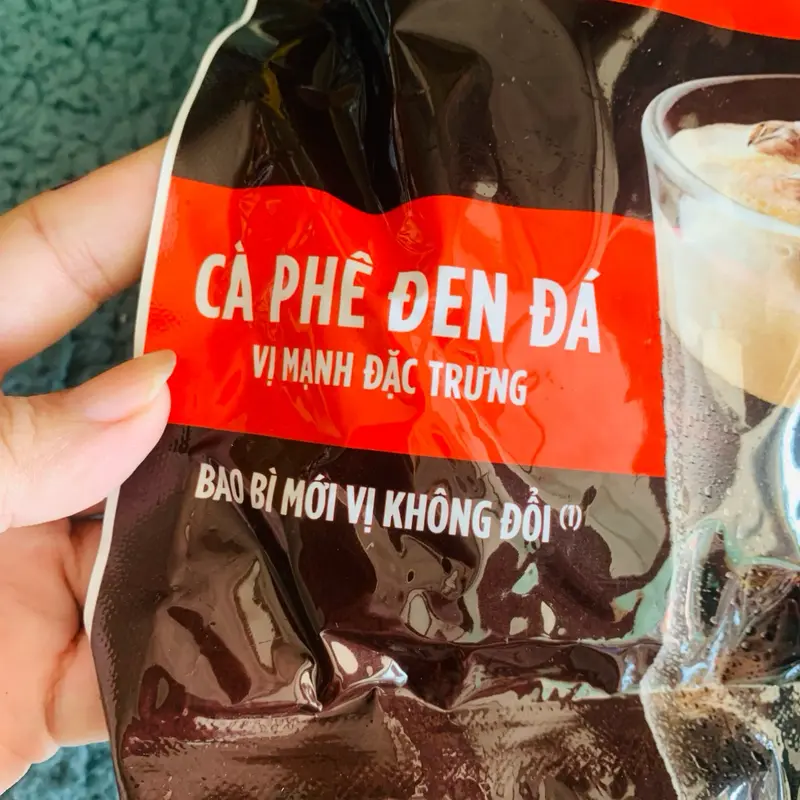 CÀ PHÊ ĐEN ĐÁ
VỊ MẠNH ĐẶC TRƯNG
BAO BÌ MỚI VỊ KHÔNG ĐỔI (1)